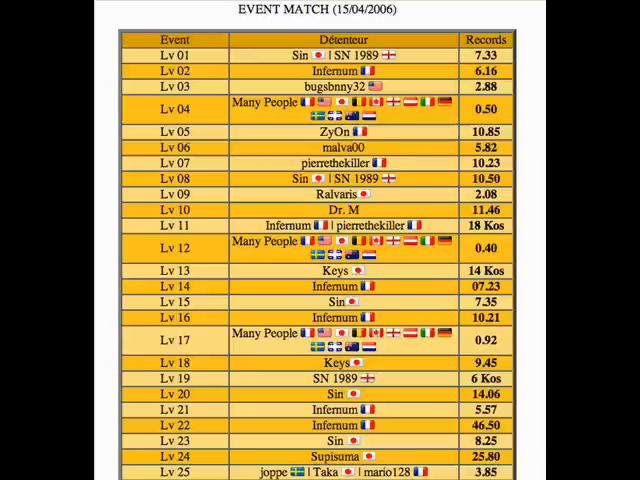 EVENT MATCH (15/04/2006)
Event Détenteur Records
Lv 01 Sin | SN 1989 7.33
Lv 02 Infernum 6.16
Lv 03 bugsbnny32 2.88
Lv 04 Many People 0.50
Lv 05 ZyOn 10.85
Lv 06 malva00 5.82
Lv 07 pierrethekiller 10.23
Lv 08 Sin | SN 1989 10.50
Lv 09 Ralvaris 2.08
Lv 10 Dr. M 11.46
Lv 11 Infernum | pierrethekiller 18 Kos
Lv 12 Many People 0.40
Lv 13 Keys 14 Kos
Lv 14 Infernum 07.23
Lv 15 Sin 7.35
Lv 16 Infernum 10.21
Lv 17 Many People 0.92
Lv 18 Keys 9.45
Lv 19 SN 1989 6 Kos
Lv 20 Sin 14.06
Lv 21 Infernum 5.57
Lv 22 Infernum 46.50
Lv 23 Sin 8.25
Lv 24 Supisuma 25.80
Lv 25 joppe | Taka | mario128 3.85